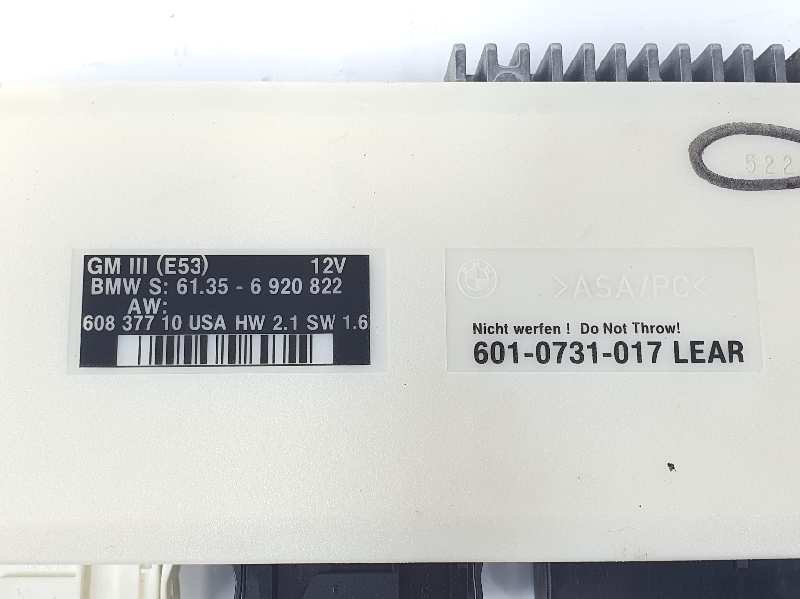 522
GM III (E53) 12V
BMW S: 61.35 - 6 920 822
AW:
608 377 10 USA HW 2.1 SW 1.6
>ASA/PC<
Nicht werfen ! Do Not Throw!
601-0731-017 LEAR